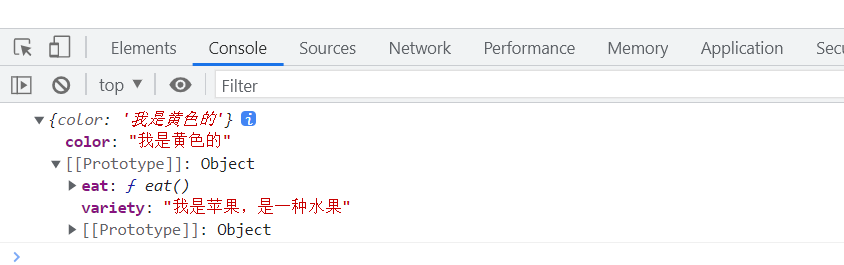 Elements Console Sources Network Performance Memory Application Secu
top ▼ Filter
▼{color: '我是黄色的'} i
color: "我是黄色的"
▼[[Prototype]]: Object
▶eat: ƒ eat()
variety: "我是苹果，是一种水果"
▶[[Prototype]]: Object
>